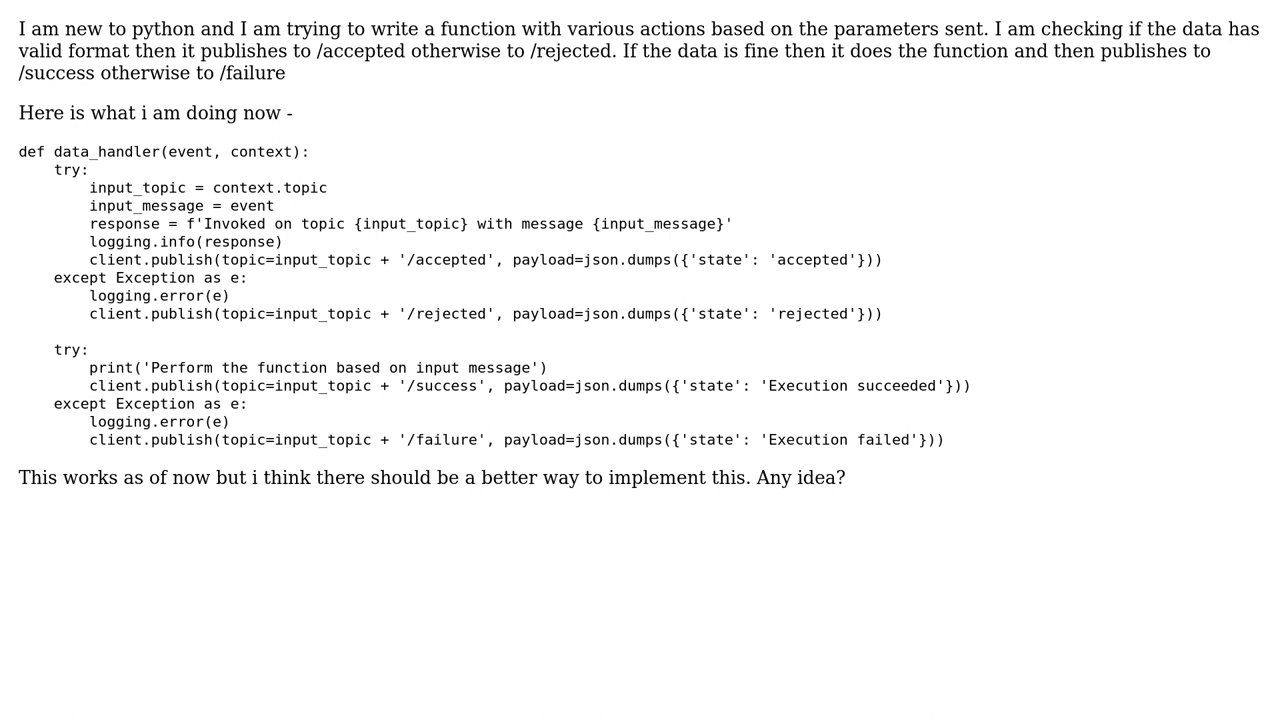 I am new to python and I am trying to write a function with various actions based on the parameters sent. I am checking if the data has
valid format then it publishes to /accepted otherwise to /rejected. If the data is fine then it does the function and then publishes to
/success otherwise to /failure
Here is what i am doing now -
def data_handler(event, context):
    try:
        input_topic = context.topic
        input_message = event
        response = f'Invoked on topic {input_topic} with message {input_message}'
        logging.info(response)
        client.publish(topic=input_topic + '/accepted', payload=json.dumps({'state': 'accepted'}))
    except Exception as e:
        logging.error(e)
        client.publish(topic=input_topic + '/rejected', payload=json.dumps({'state': 'rejected'}))

    try:
        print('Perform the function based on input message')
        client.publish(topic=input_topic + '/success', payload=json.dumps({'state': 'Execution succeeded'}))
    except Exception as e:
        logging.error(e)
        client.publish(topic=input_topic + '/failure', payload=json.dumps({'state': 'Execution failed'}))
This works as of now but i think there should be a better way to implement this. Any idea?